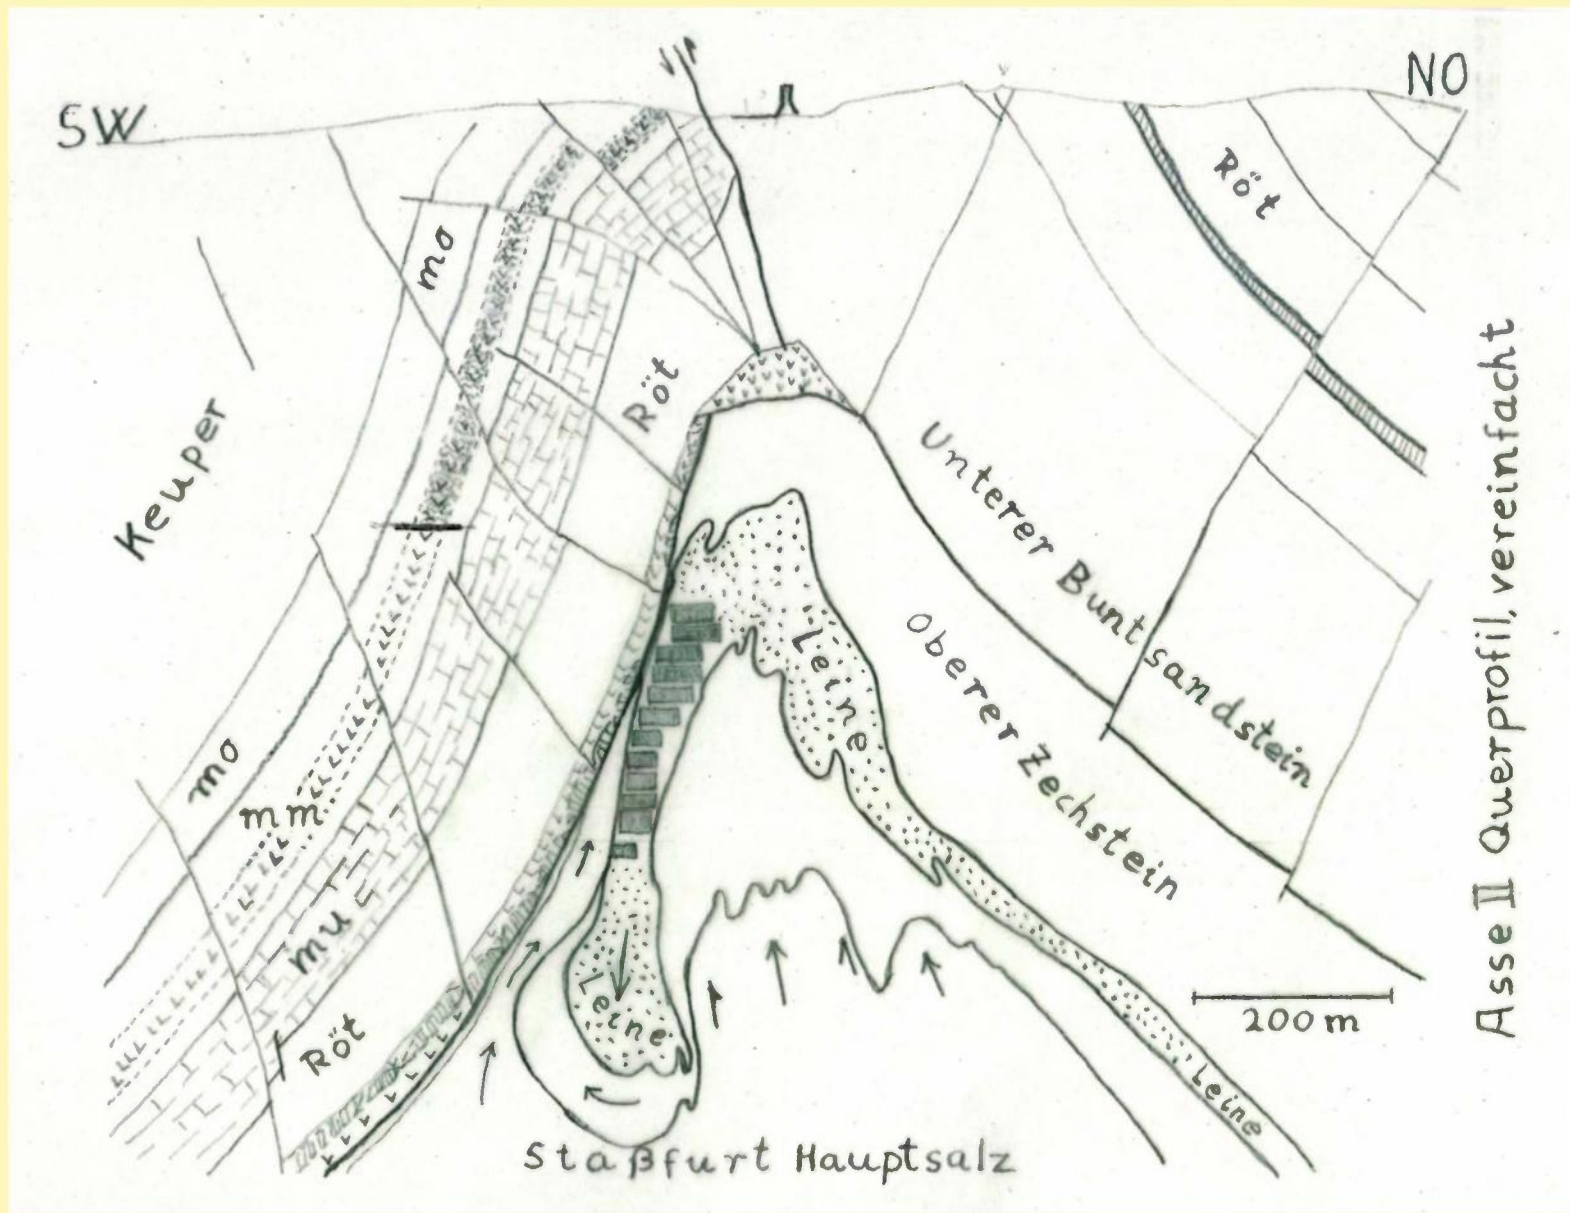 SW
NO
Röt
mo
Röt
Keuper
Unterer Buntsandstein
Oberer Zechstein
Leine
mo
mm
mu
Leine
Röt
200 m
Leine
Staßfurt Hauptsalz
Asse II Querprofil, vereinfacht